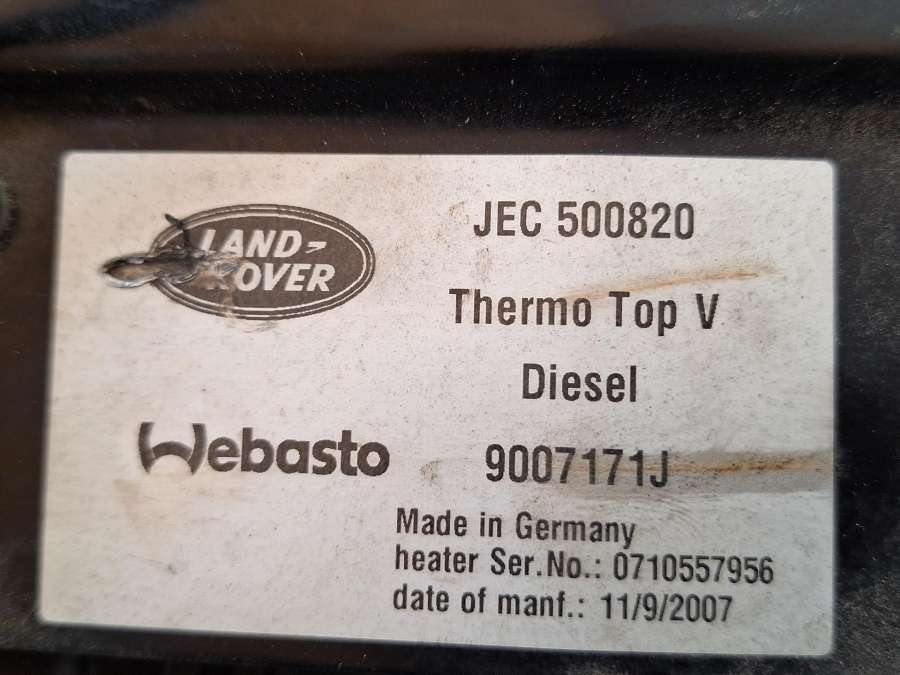 LAND-
ROVER
JEC 500820
Thermo Top V
Diesel
Webasto
9007171J
Made in Germany
heater Ser.No.: 0710557956
date of manf.: 11/9/2007